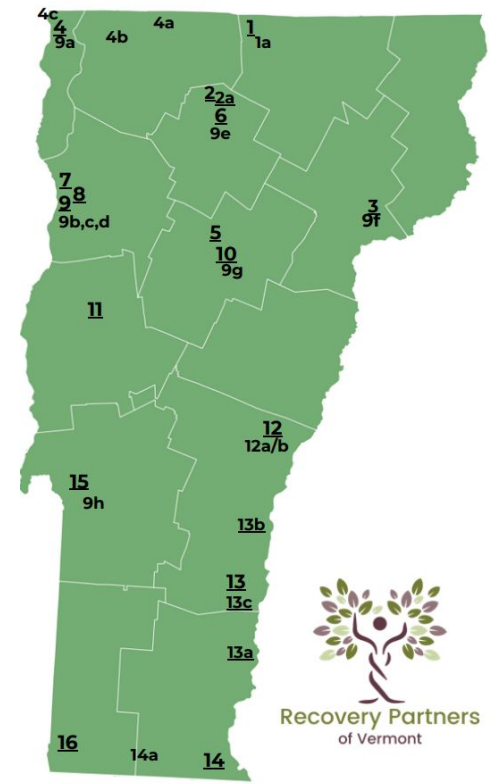 4c
4
9a
4b
4a
1
1a
2 2a
6
9e
7
8
9
9b,c,d
3
9f
5
10
9g
11
12
12a/b
15
9h
13b
13
13c
13a
16
14a
14
Recovery Partners
of Vermont